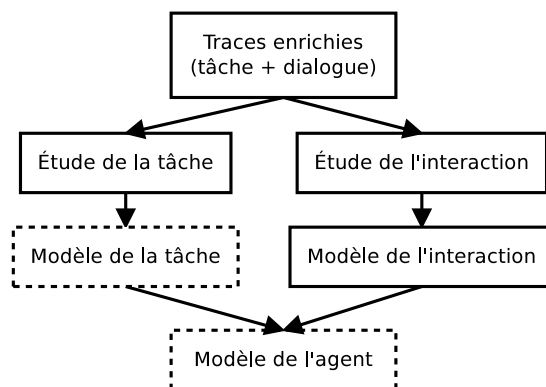 Traces enrichies
(tâche + dialogue)
Étude de la tâche
Étude de l'interaction
Modèle de la tâche
Modèle de l'interaction
Modèle de l'agent